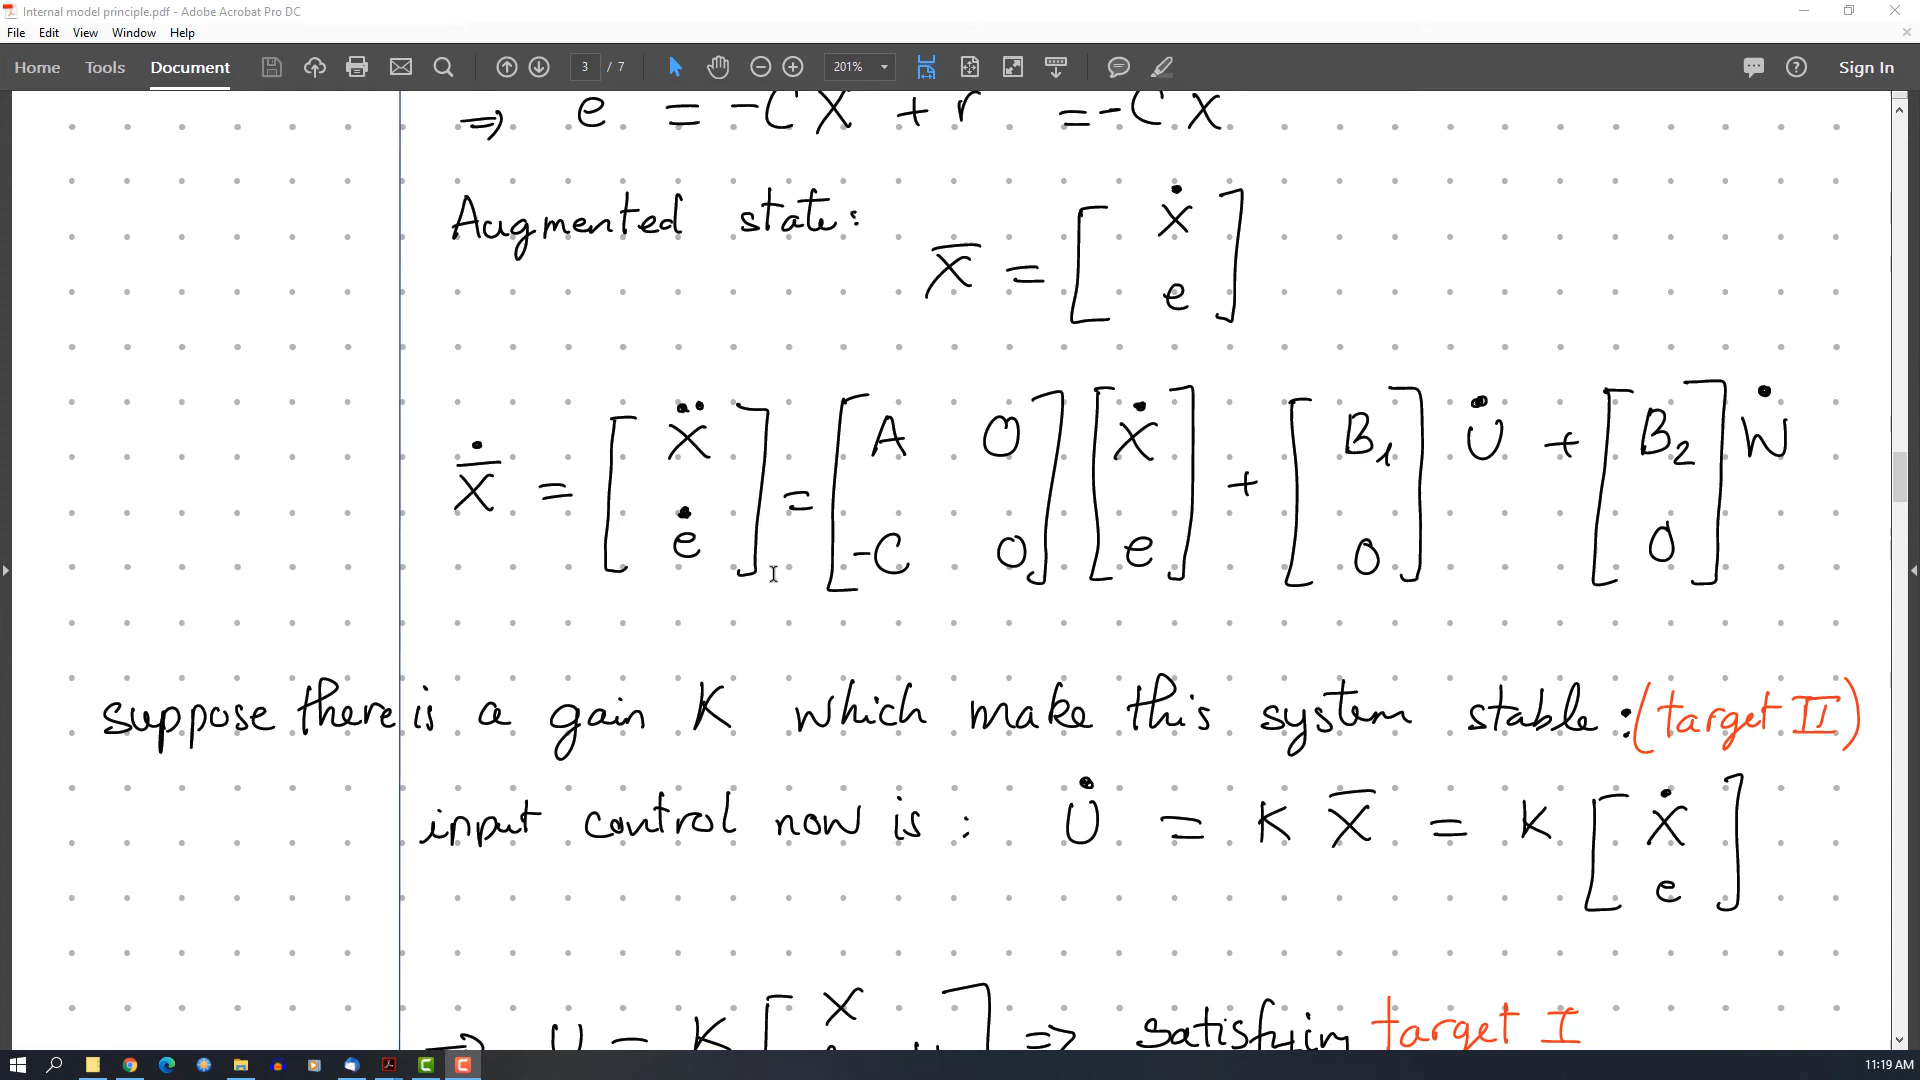 Internal model principle.pdf - Adobe Acrobat Pro DC
File Edit View Window Help
Home Tools Document 3 / 7 201% Sign In
⇒ e = -CX + r = -CX
Augmented state: X̄ = [Ẋ; e]
Ẋ̄ = [Ẍ; ė] = [A 0; -C 0] [Ẋ; e] + [B₁; 0] U̇ + [B₂; 0] Ẇ
suppose there is a gain K which make this system stable: (target II)
input control now is : U̇ = K X̄ = K [Ẋ; e]
⇒ U = K [X ⇒ satisfyin target I
11:19 AM